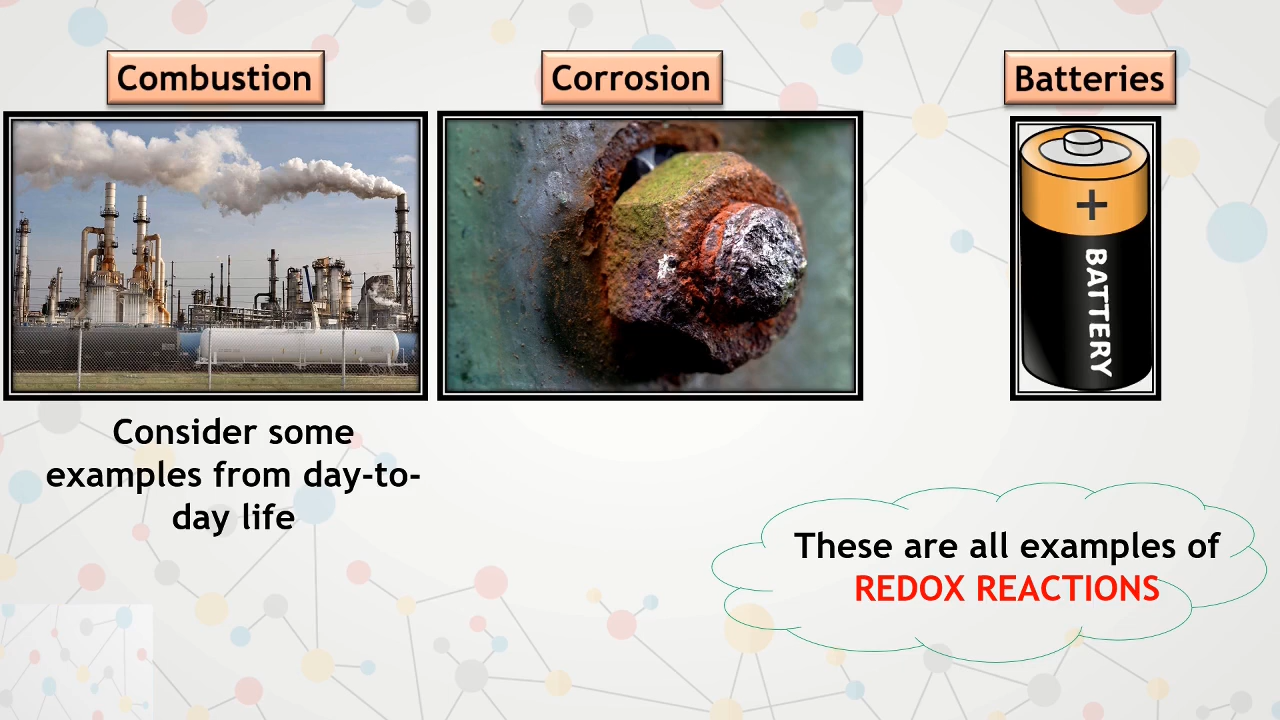 Combustion
Corrosion
Batteries
+
BATTERY
Consider some
examples from day-to-
day life
These are all examples of
REDOX REACTIONS